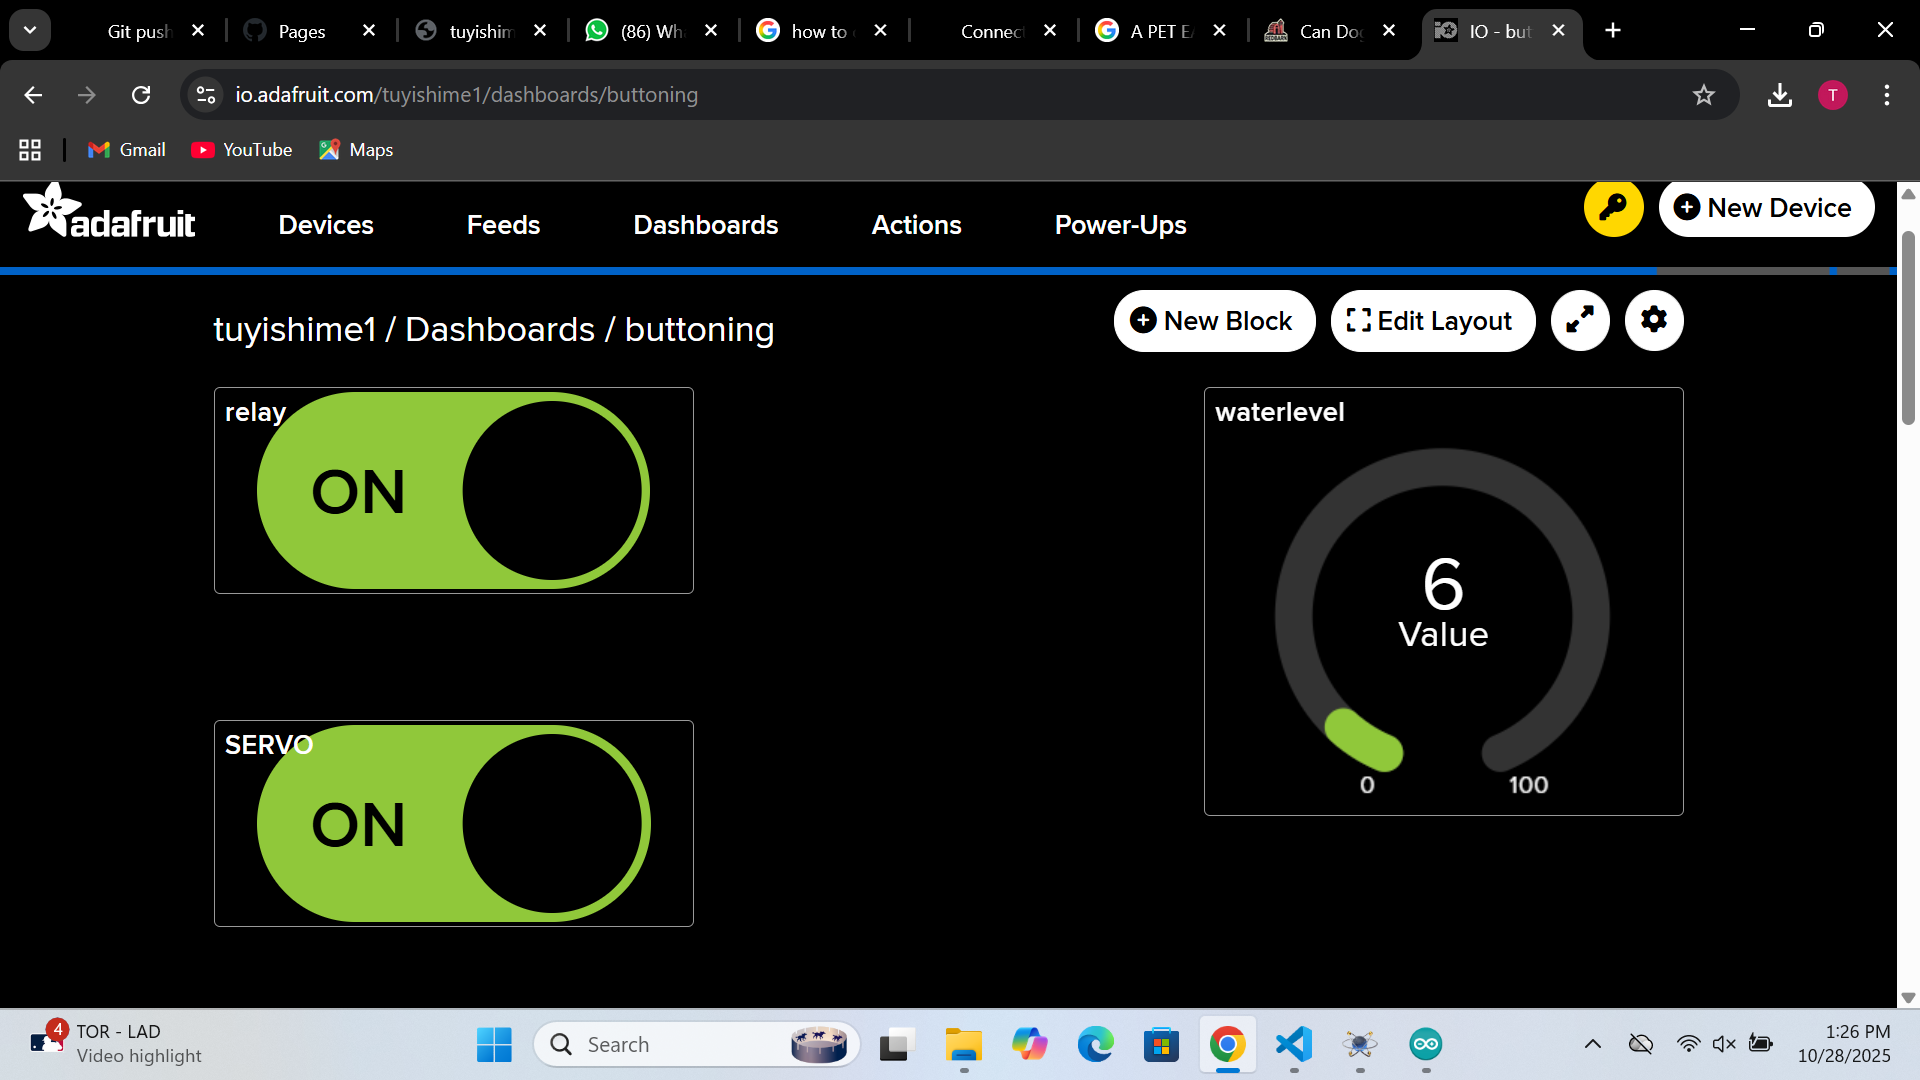 Git push
Pages
tuyishim
(86) Wh
how to
Connec
A PET E
Can Do
IO - but
io.adafruit.com/tuyishime1/dashboards/buttoning
T
Gmail
YouTube
Maps
adafruit
Devices
Feeds
Dashboards
Actions
Power-Ups
New Device
tuyishime1 / Dashboards / buttoning
New Block
Edit Layout
relay
ON
waterlevel
6
Value
0
100
SERVO
ON
4
TOR - LAD
Video highlight
Search
1:26 PM
10/28/2025